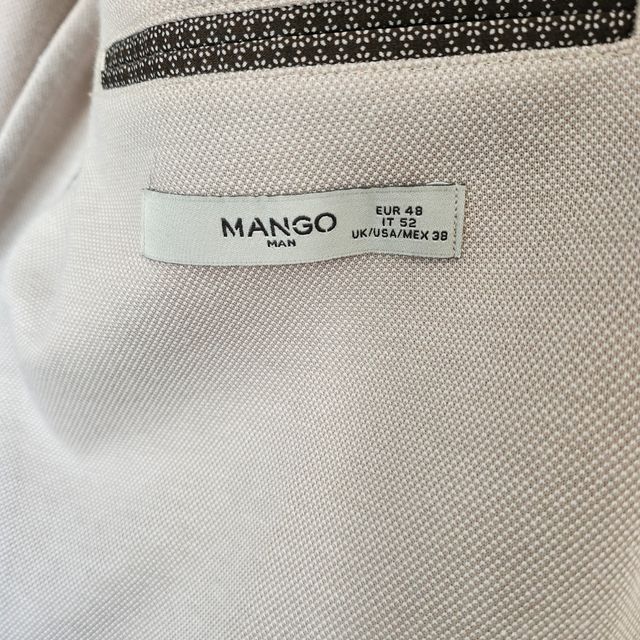 MANGO
MAN
EUR 48
IT 52
UK/USA/MEX 38